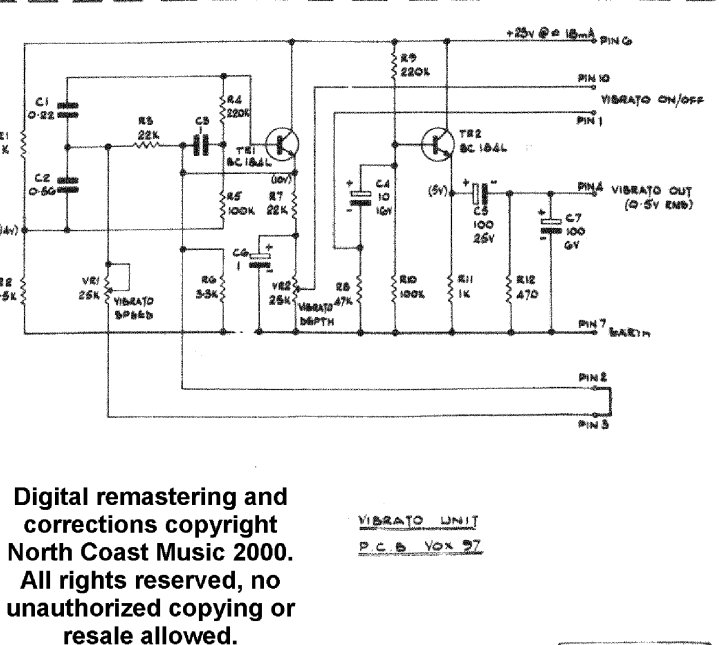 +25V @ 18mA
PIN 6
R9
220K
PIN 10
VIBRATO ON/OFF
PIN 1
C1
0.22
R3
22K
C3
1
R4
220K
TR1
BC184L
TR2
BC184L
C2
0.56
(10V)
R5
100K
R7
22K
C4
10
16V
(5V)
C5
100
25V
PIN 4
VIBRATO OUT
(0.5V RMS)
C7
100
6V
C6
1
VR1
25K
VIBRATO
SPEED
R6
3.3K
VR2
25K
VIBRATO
DEPTH
R8
47K
R10
100K
R11
1K
R12
470
PIN 7
EARTH
PIN 2
PIN 3
Digital remastering and
corrections copyright
North Coast Music 2000.
All rights reserved, no
unauthorized copying or
resale allowed.
VIBRATO UNIT
P.C.B VOX 97